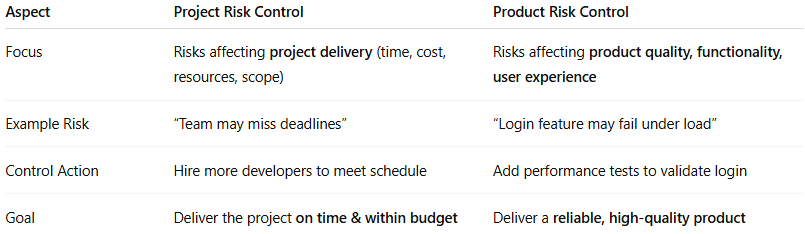 Aspect Project Risk Control Product Risk Control
Focus Risks affecting project delivery (time, cost, Risks affecting product quality, functionality,
resources, scope) user experience
Example Risk “Team may miss deadlines” “Login feature may fail under load”
Control Action Hire more developers to meet schedule Add performance tests to validate login
Goal Deliver the project on time & within budget Deliver a reliable, high-quality product